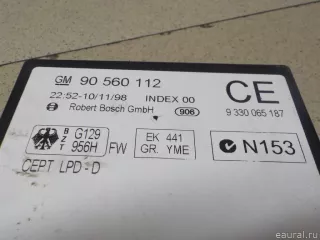 GM 90 560 112
22:52-10/11/98 INDEX 00
Robert Bosch GmbH 906
CE
9 330 065 187
BZT G129 956H FW
EK 441
GR. YME
N153
CEPT LPD-D
eaural.ru